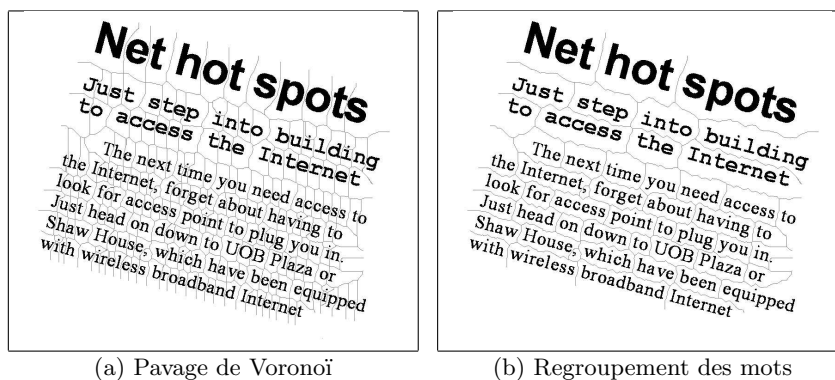 Net hot spots
Just step into building
to access the Internet
The next time you need access to
the Internet, forget about having to
look for access point to plug you in.
Just head on down to UOB Plaza or
Shaw House, which have been equipped
with wireless broadband Internet
(a) Pavage de Voronoï
Net hot spots
Just step into building
to access the Internet
The next time you need access to
the Internet, forget about having to
look for access point to plug you in.
Just head on down to UOB Plaza or
Shaw House, which have been equipped
with wireless broadband Internet
(b) Regroupement des mots